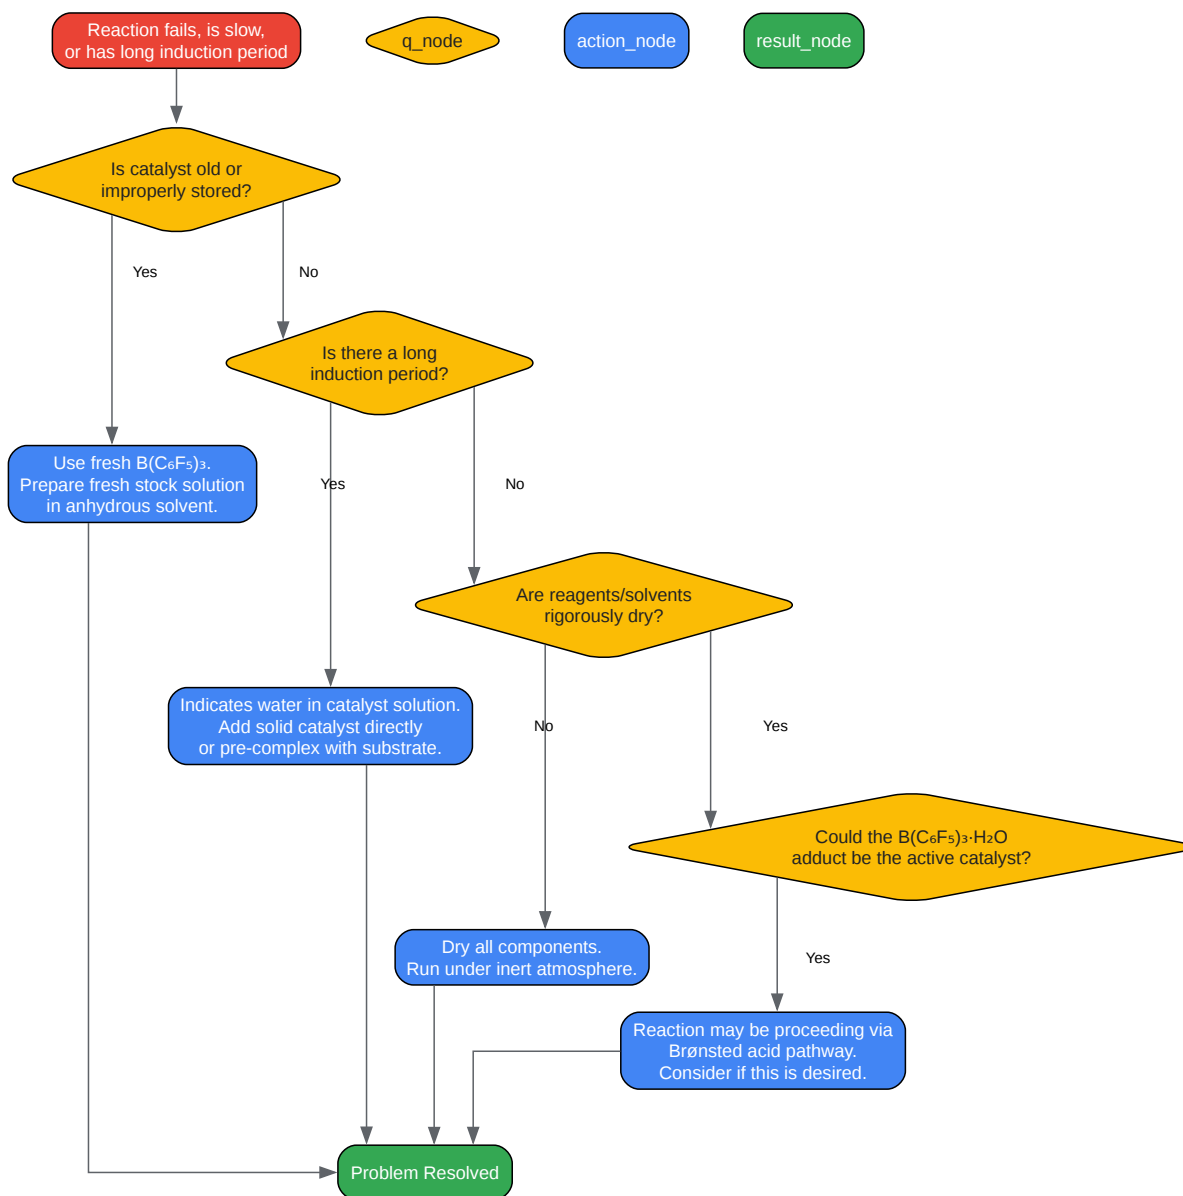 Reaction fails, is slow,
or has long induction period
q_node
action_node
result_node
Is catalyst old or
improperly stored?
Yes
No
Is there a long
induction period?
Use fresh B(C₆F₅)₃.
Prepare fresh stock solution
in anhydrous solvent.
Yes
No
Are reagents/solvents
rigorously dry?
Indicates water in catalyst solution.
Add solid catalyst directly
or pre-complex with substrate.
No
Yes
Could the B(C₆F₅)₃·H₂O
adduct be the active catalyst?
Dry all components.
Run under inert atmosphere.
Yes
Reaction may be proceeding via
Brønsted acid pathway.
Consider if this is desired.
Problem Resolved